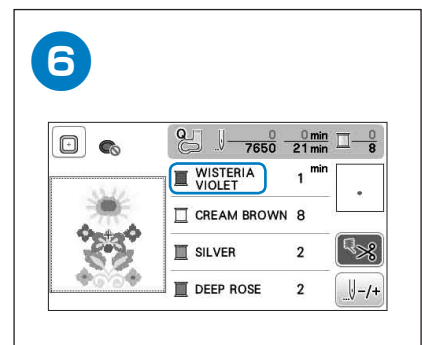 6
Q 0 0 min 0
7650 21 min 8
WISTERIA 1 min
VIOLET
CREAM BROWN 8
SILVER 2
DEEP ROSE 2
-/+